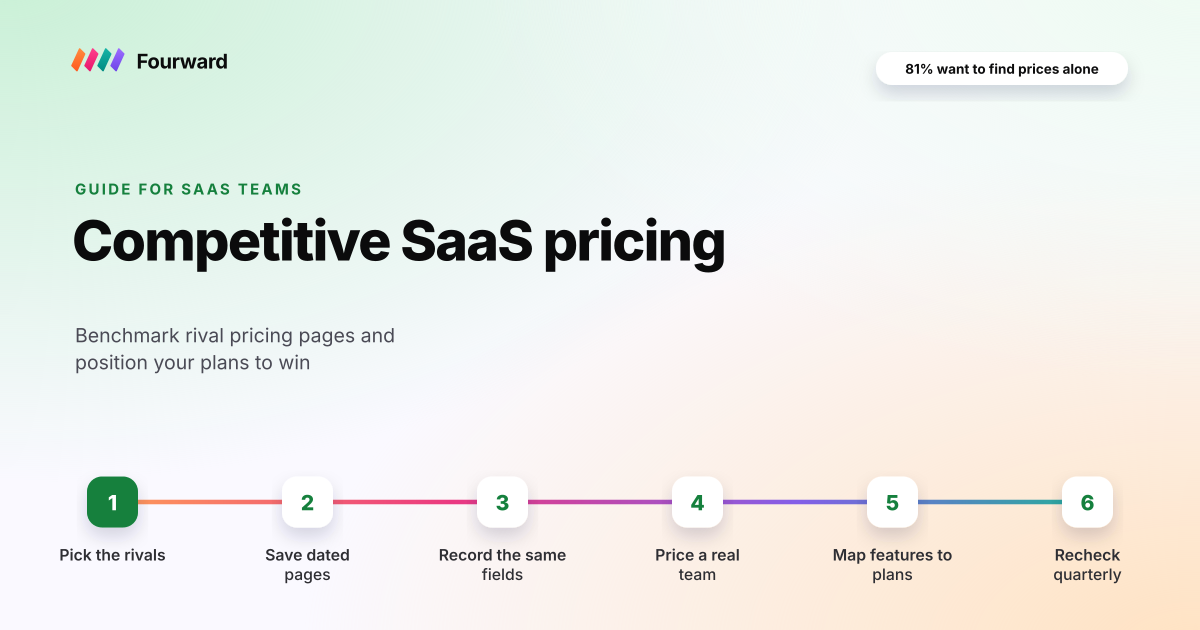 Fourward
81% want to find prices alone
GUIDE FOR SAAS TEAMS
Competitive SaaS pricing
Benchmark rival pricing pages and
position your plans to win
1
Pick the rivals
2
Save dated
pages
3
Record the same
fields
4
Price a real
team
5
Map features to
plans
6
Recheck
quarterly